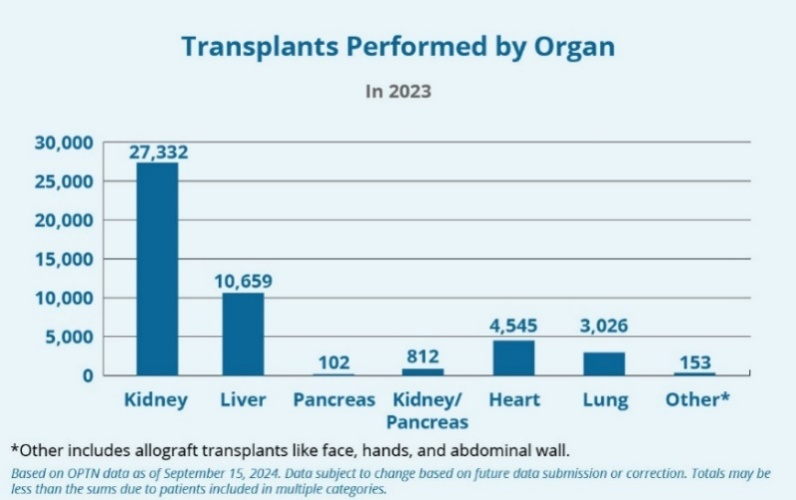 Transplants Performed by Organ
In 2023
30,000
25,000
20,000
15,000
10,000
5,000
0
27,332
10,659
102
812
4,545
3,026
153
Kidney
Liver
Pancreas
Kidney/
Pancreas
Heart
Lung
Other*
*Other includes allograft transplants like face, hands, and abdominal wall.
Based on OPTN data as of September 15, 2024. Data subject to change based on future data submission or correction. Totals may be
less than the sums due to patients included in multiple categories.